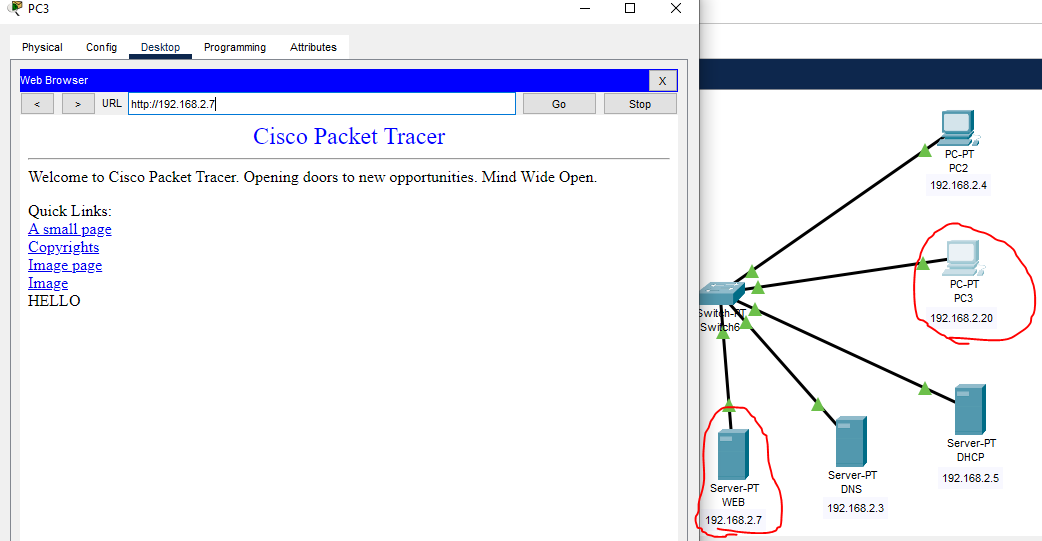 PC3
Physical Config Desktop Programming Attributes
Web Browser X
< > URL http://192.168.2.7 Go Stop
Cisco Packet Tracer
Welcome to Cisco Packet Tracer. Opening doors to new opportunities. Mind Wide Open.
Quick Links:
A small page
Copyrights
Image page
Image
HELLO
PC-PT
PC2
192.168.2.4
PC-PT
PC3
192.168.2.20
Switch-PT
Switch6
Server-PT
WEB
192.168.2.7
Server-PT
DNS
192.168.2.3
Server-PT
DHCP
192.168.2.5